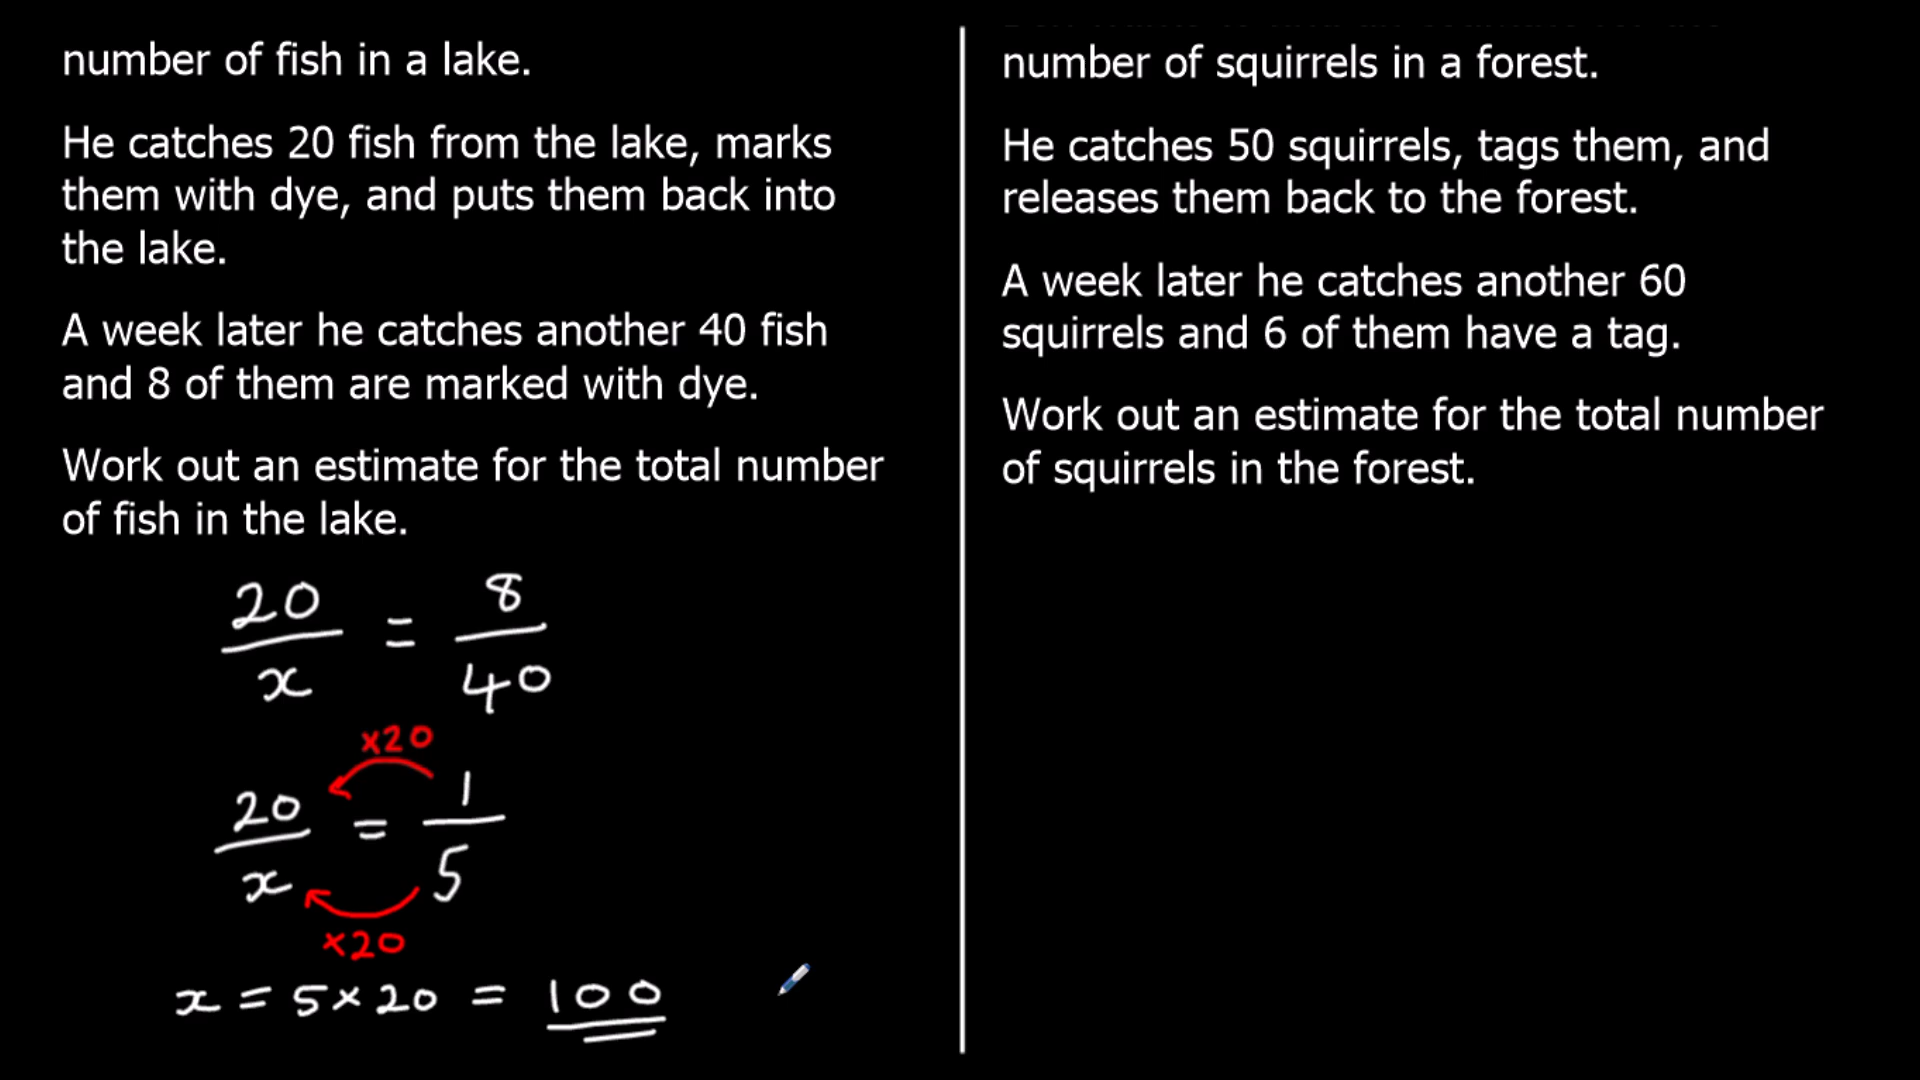 number of fish in a lake.
He catches 20 fish from the lake, marks
them with dye, and puts them back into
the lake.
A week later he catches another 40 fish
and 8 of them are marked with dye.
Work out an estimate for the total number
of fish in the lake.
20/x = 8/40
×20
20/x = 1/5
×20
x = 5 × 20 = 100
number of squirrels in a forest.
He catches 50 squirrels, tags them, and
releases them back to the forest.
A week later he catches another 60
squirrels and 6 of them have a tag.
Work out an estimate for the total number
of squirrels in the forest.